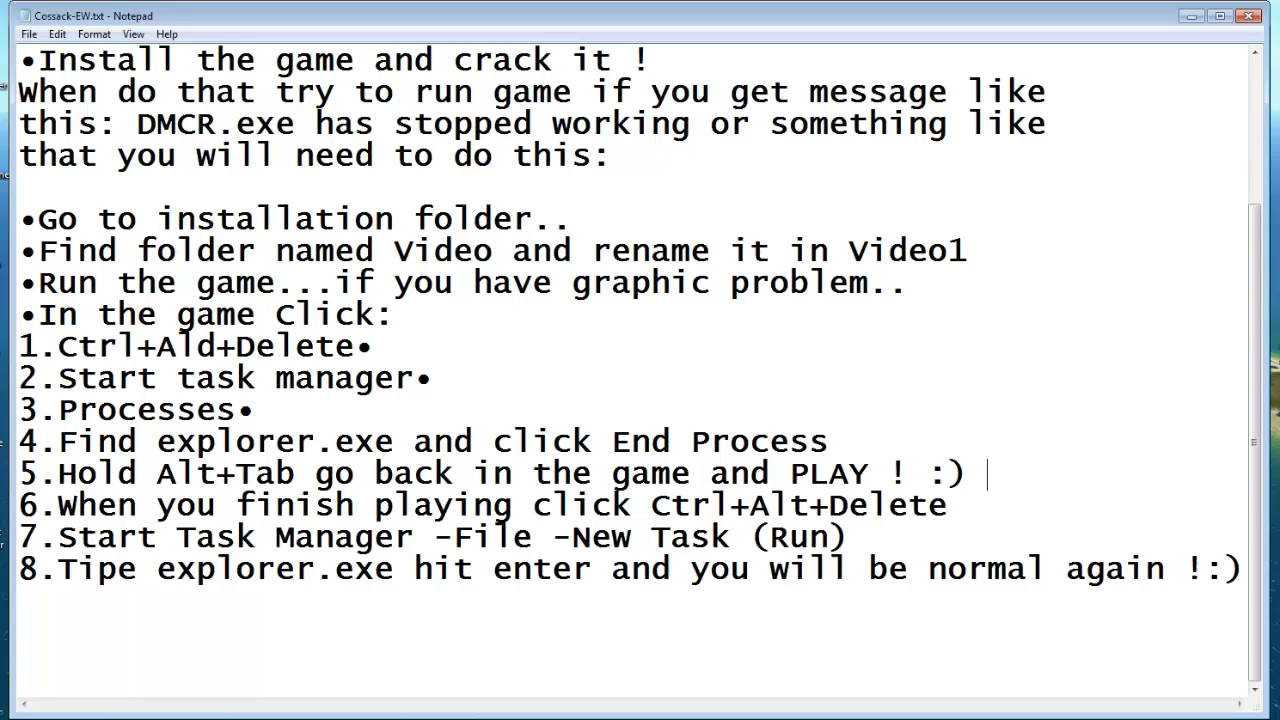 Cossack-EW.txt - Notepad
File Edit Format View Help
•Install the game and crack it !
When do that try to run game if you get message like
this: DMCR.exe has stopped working or something like
that you will need to do this:
•Go to installation folder..
•Find folder named Video and rename it in Video1
•Run the game...if you have graphic problem..
•In the game Click:
1.Ctrl+Ald+Delete•
2.Start task manager•
3.Processes•
4.Find explorer.exe and click End Process
5.Hold Alt+Tab go back in the game and PLAY ! :)
6.When you finish playing click Ctrl+Alt+Delete
7.Start Task Manager -File -New Task (Run)
8.Tipe explorer.exe hit enter and you will be normal again !:)